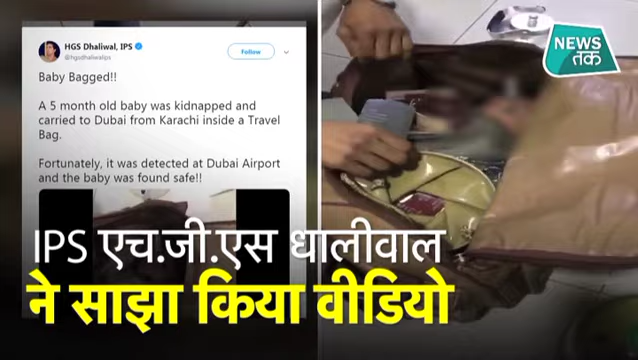 HGS Dhaliwal, IPS
@hgsdhaliwalips
Follow
Baby Bagged!!
A 5 month old baby was kidnapped and
carried to Dubai from Karachi inside a Travel
Bag.
Fortunately, it was detected at Dubai Airport
and the baby was found safe!!
NEWS
तक
IPS एच.जी.एस धालीवाल
ने साझा किया वीडियो